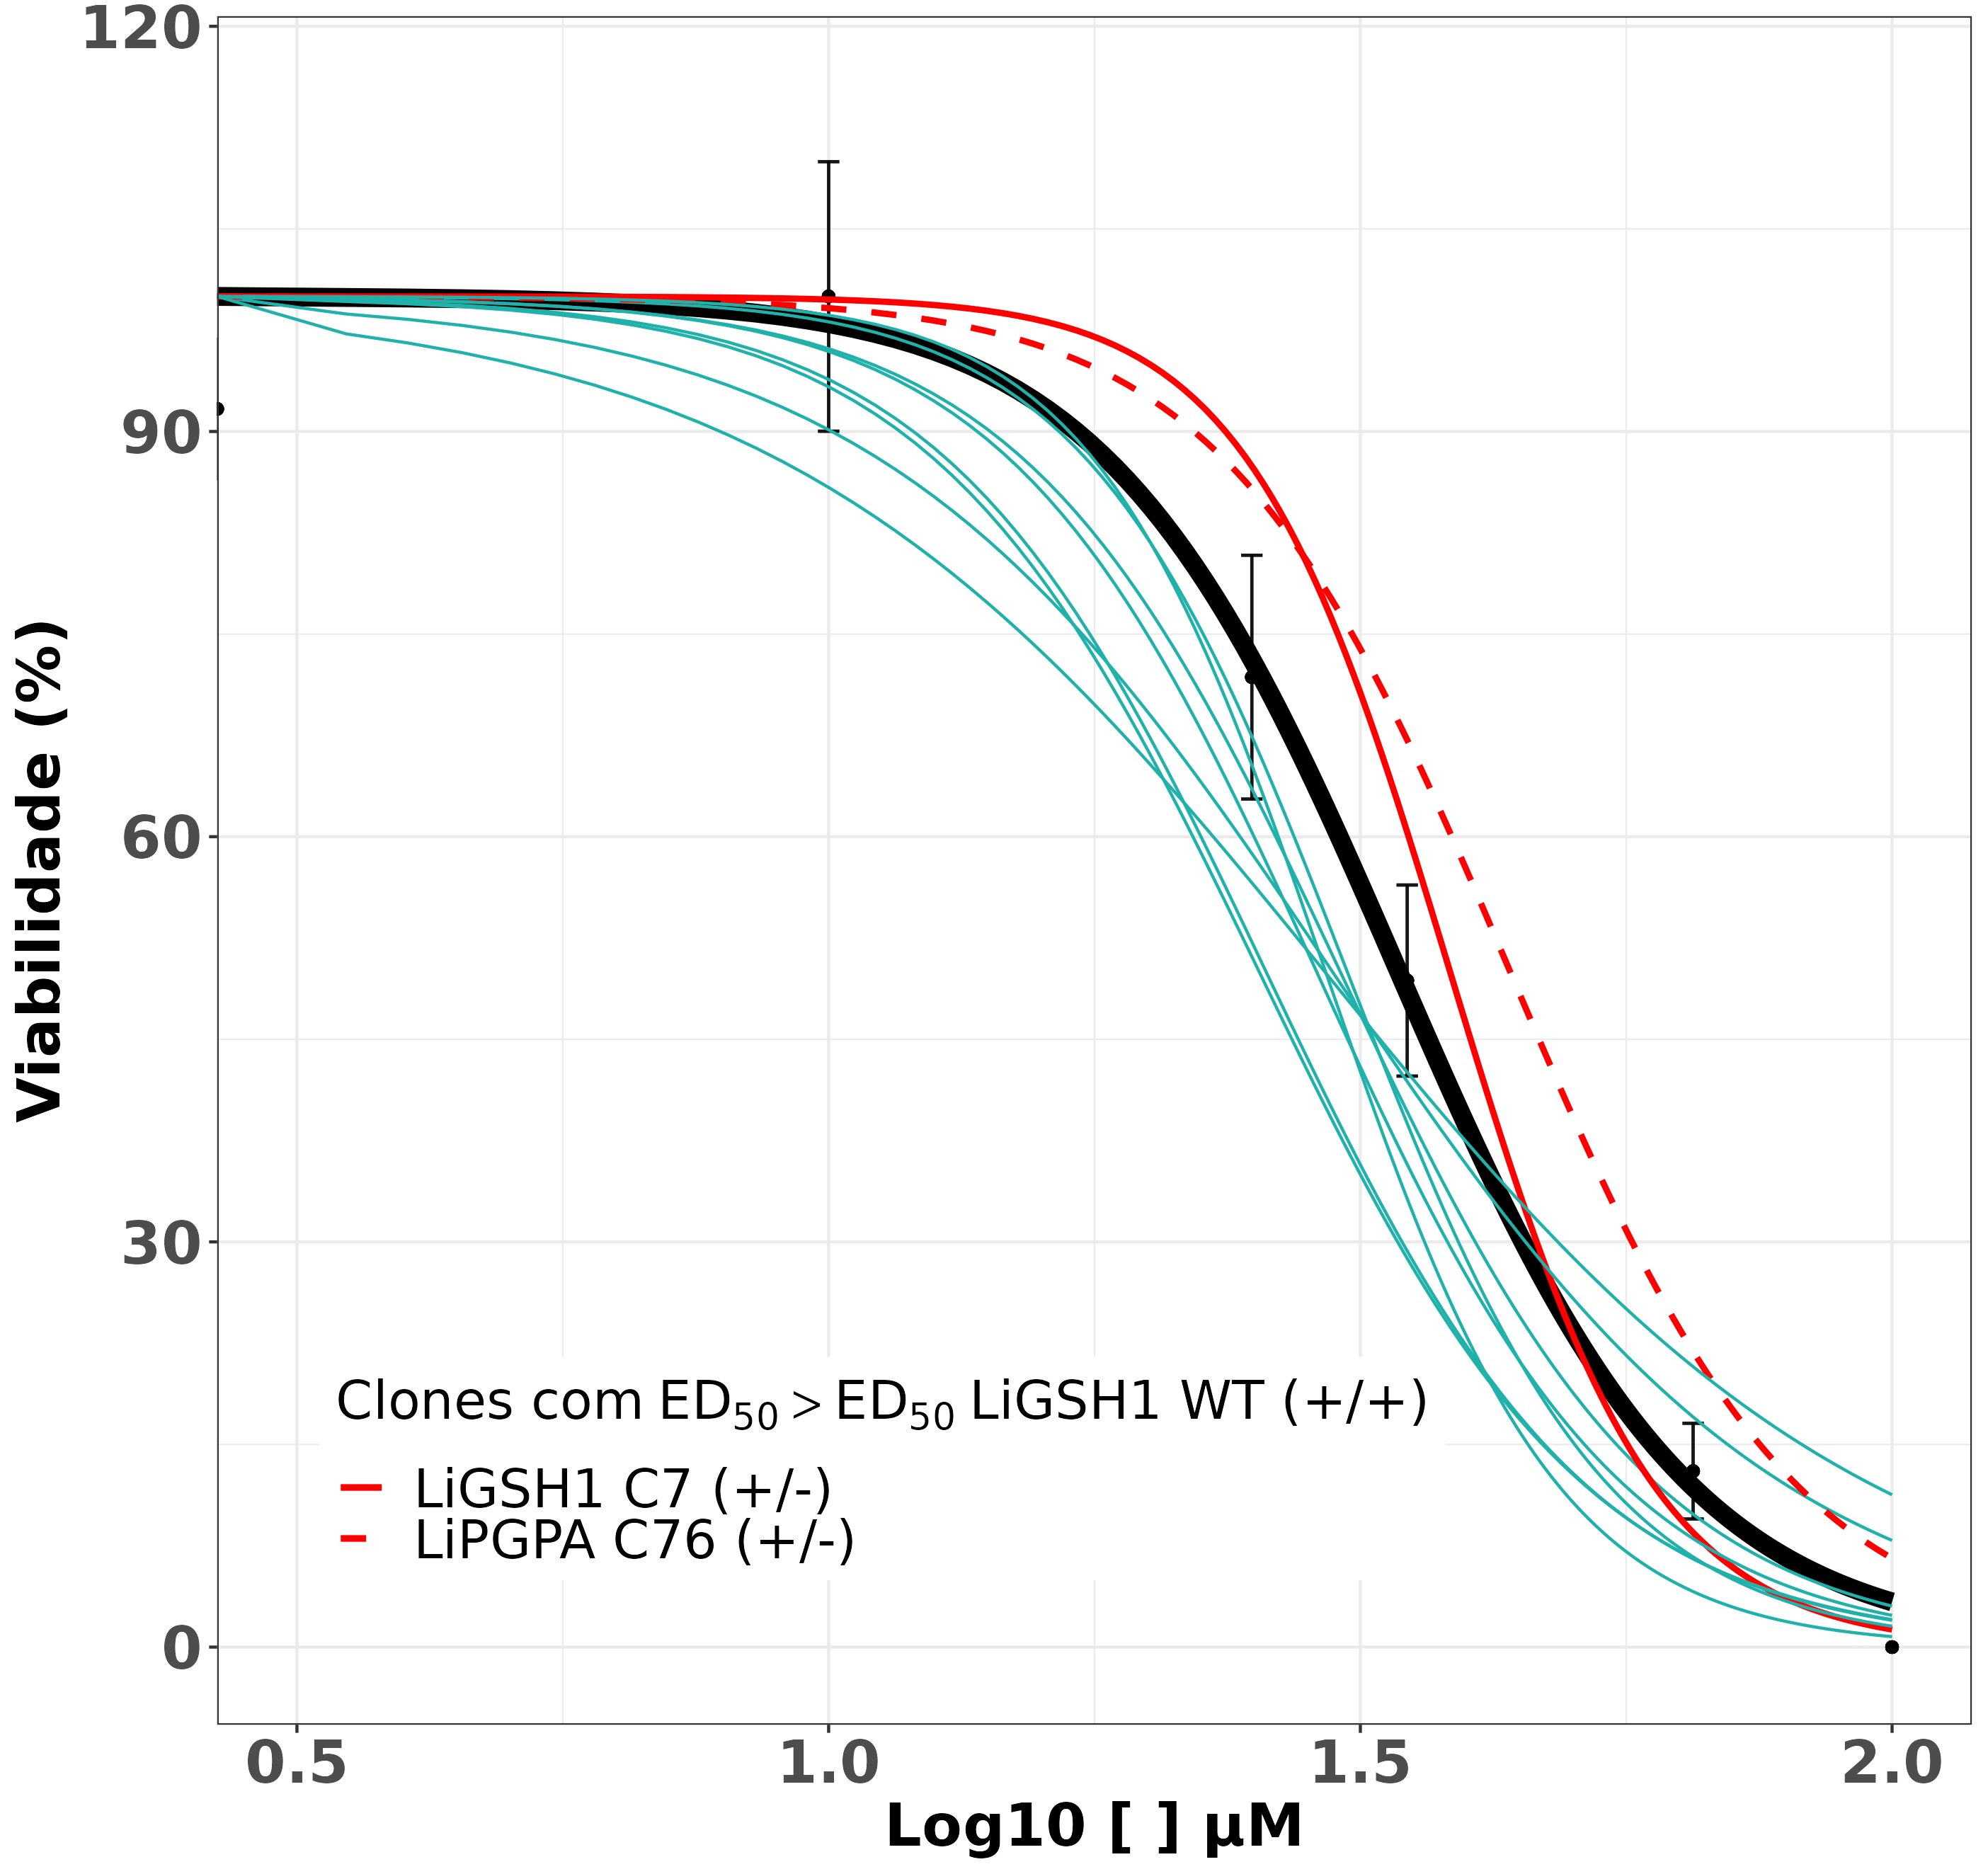 120
90
60
30
0
Viabilidade (%)
Clones com ED50 > ED50 LiGSH1 WT (+/+)
LiGSH1 C7 (+/-)
LiPGPA C76 (+/-)
0.5 1.0 1.5 2.0
Log10 [ ] µM